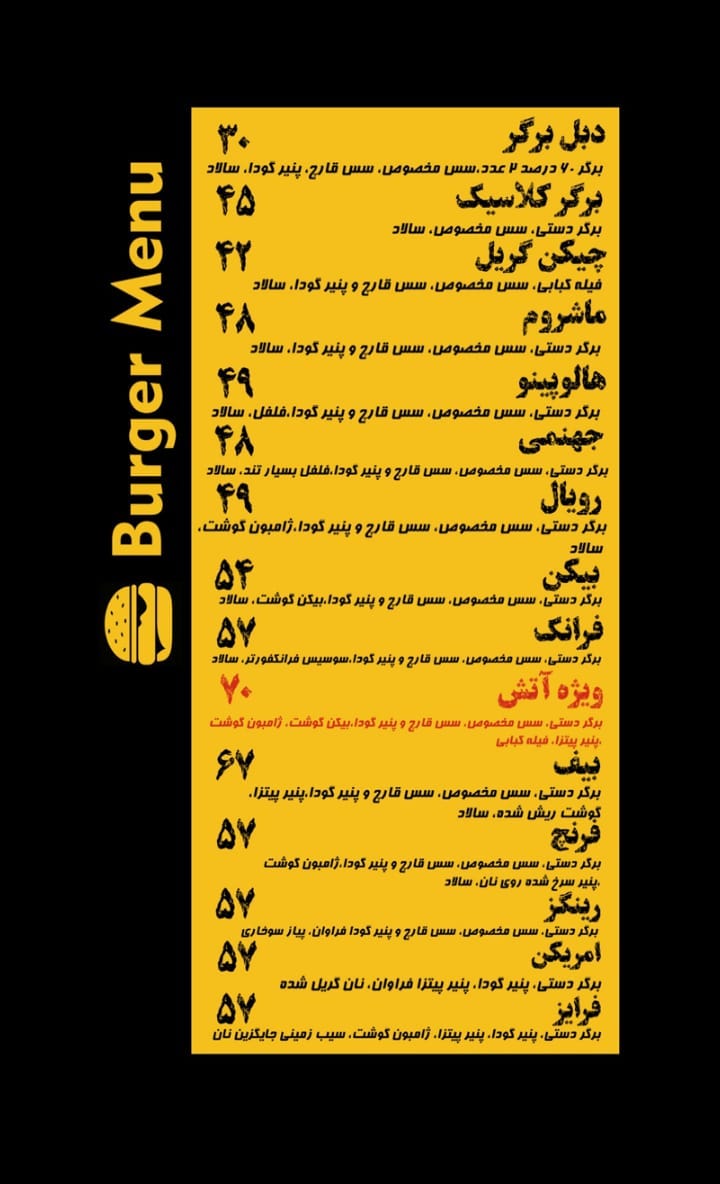 Burger Menu
دبل برگر ۳۰
برگر ۶۰ درصد ۲ عدد،سس مخصوص، سس قارچ، پنیر گودا، سالاد
برگر کلاسیک ۴۵
برگر دستی، سس مخصوص، سالاد
چیکن گریل ۴۲
فیله کبابی، سس مخصوص، سس قارچ و پنیر گودا، سالاد
ماشروم ۴۸
برگر دستی، سس مخصوص، سس قارچ و پنیر گودا، سالاد
هالوپینو ۴۹
برگر دستی، سس مخصوص، سس قارچ و پنیر گودا،فلفل، سالاد
جهنمی ۴۸
برگر دستی، سس مخصوص، سس قارچ و پنیر گودا،فلفل بسیار تند، سالاد
رویال ۴۹
برگر دستی، سس مخصوص، سس قارچ و پنیر گودا،ژامبون گوشت،
سالاد
بیکن ۵۴
برگر دستی، سس مخصوص، سس قارچ و پنیر گودا،بیکن گوشت، سالاد
فرانک ۵۷
برگر دستی، سس مخصوص، سس قارچ و پنیر گودا،سوسیس فرانکفورتر، سالاد
ویژه آتش ۷۰
برگر دستی، سس مخصوص، سس قارچ و پنیر گودا،بیکن گوشت، ژامبون گوشت
،پنیر پیتزا، فیله کبابی
بیف ۶۷
برگر دستی، سس مخصوص، سس قارچ و پنیر گودا،پنیر پیتزا،
گوشت ریش شده، سالاد
فرنچ ۵۷
برگر دستی، سس مخصوص، سس قارچ و پنیر گودا،ژامبون گوشت
،پنیر سرخ شده روی نان، سالاد
رینگز ۵۷
برگر دستی، سس مخصوص، سس قارچ و پنیر گودا فراوان، پیاز سوخاری
امریکن ۵۷
برگر دستی، پنیر گودا، پنیر پیتزا فراوان، نان گریل شده
فرایز ۵۷
برگر دستی، پنیر گودا، پنیر پیتزا، ژامبون گوشت، سیب زمینی جایگزین نان